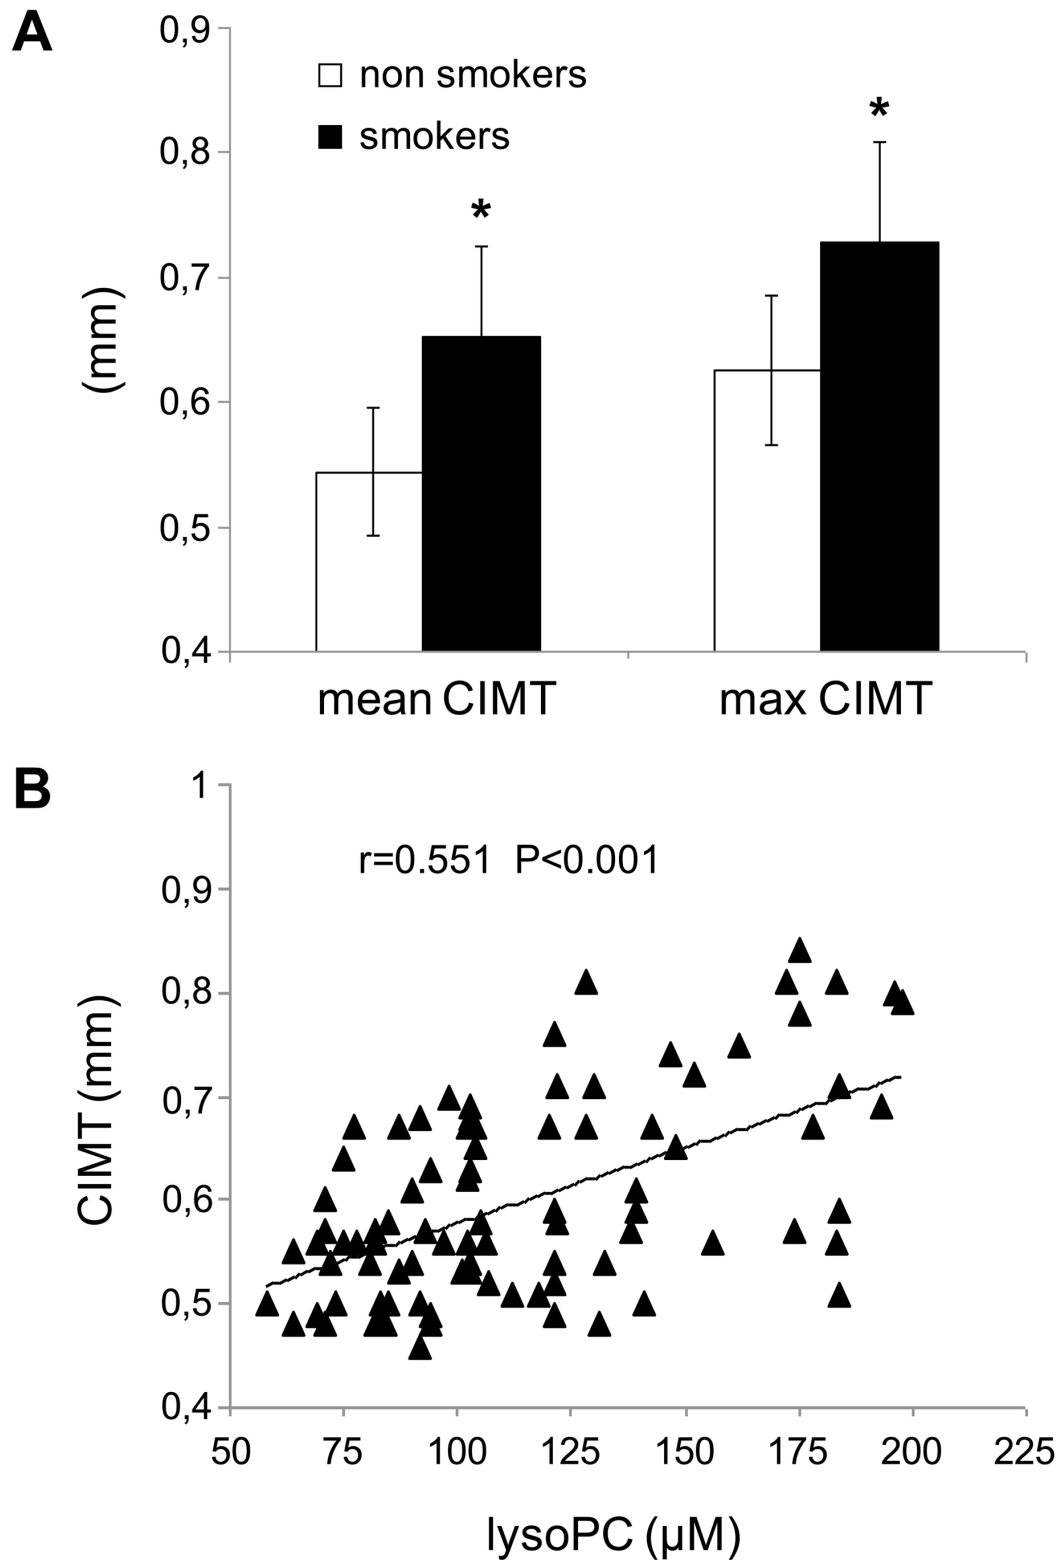 A
0,9
non smokers
*
smokers
0,8
*
0,7
(mm)
0,6
0,5
0,4
mean CIMT max CIMT
B
1
r=0.551 P<0.001
0,9
0,8
CIMT (mm)
0,7
0,6
0,5
0,4
50 75 100 125 150 175 200 225
lysoPC (µM)